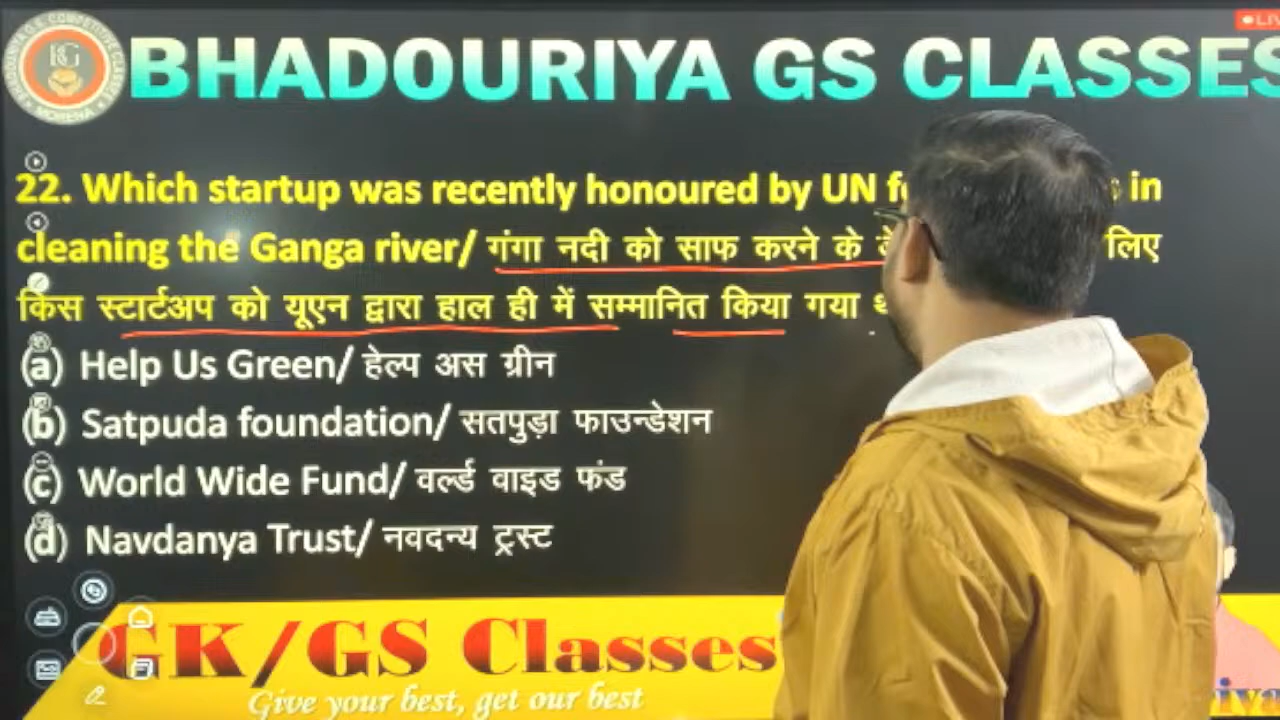 BHADOURIYA GS CLASSES
22. Which startup was recently honoured by UN in
cleaning the Ganga river/ गंगा नदी को साफ करने के लिए
किस स्टार्टअप को यूएन द्वारा हाल ही में सम्मानित किया गया
(a) Help Us Green/ हेल्प अस ग्रीन
(b) Satpuda foundation/ सतपुड़ा फाउन्डेशन
(c) World Wide Fund/ वर्ल्ड वाइड फंड
(d) Navdanya Trust/ नवदन्य ट्रस्ट
GK/GS Classes
Give your best, get our best